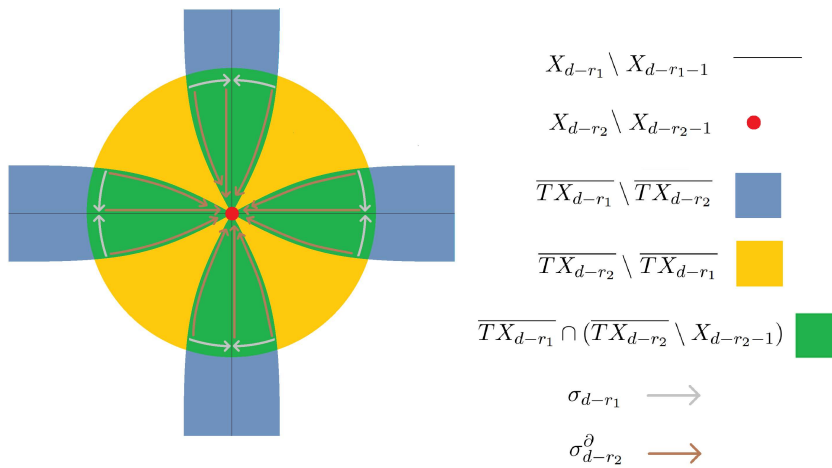 $X_{d-r_1} \setminus X_{d-r_1-1}$
$X_{d-r_2} \setminus X_{d-r_2-1}$
$\overline{TX_{d-r_1}} \setminus \overline{TX_{d-r_2}}$
$\overline{TX_{d-r_2}} \setminus \overline{TX_{d-r_1}}$
$\overline{TX_{d-r_1}} \cap (\overline{TX_{d-r_2}} \setminus X_{d-r_2-1})$
$\sigma_{d-r_1}$
$\sigma^{\partial}_{d-r_2}$